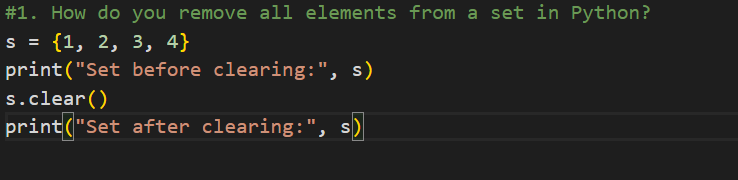 #1. How do you remove all elements from a set in Python?
s = {1, 2, 3, 4}
print("Set before clearing:", s)
s.clear()
print("Set after clearing:", s)